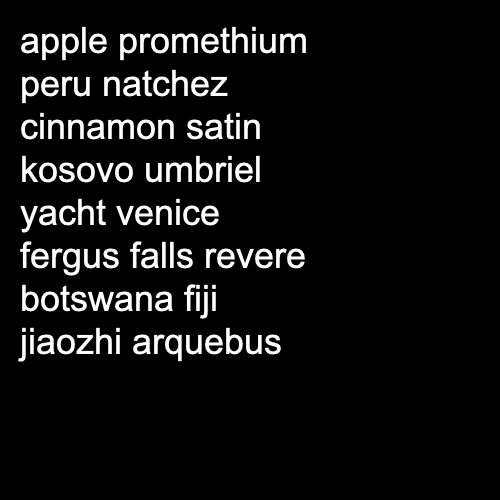 apple promethium
peru natchez
cinnamon satin
kosovo umbriel
yacht venice
fergus falls revere
botswana fiji
jiaozhi arquebus